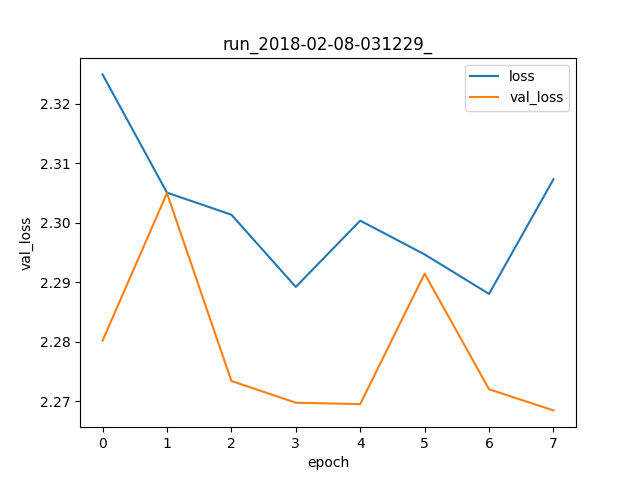 run_2018-02-08-031229_
loss
val_loss
2.32
2.31
2.30
2.29
2.28
2.27
val_loss
0 1 2 3 4 5 6 7
epoch